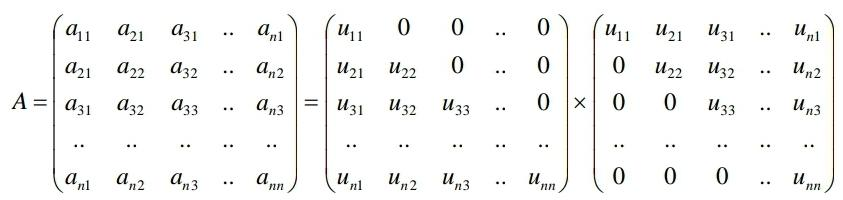 A = ( a11 a21 a31 .. an1 ) = ( u11 0 0 .. 0 ) × ( u11 u21 u31 .. un1 )
a21 a22 a32 .. an2 u21 u22 0 .. 0 0 u22 u32 .. un2
a31 a32 a33 .. an3 u31 u32 u33 .. 0 0 0 u33 .. un3
.. .. .. .. .. .. .. .. .. .. .. .. .. .. ..
an1 an2 an3 .. ann un1 un2 un3 .. unn 0 0 0 .. unn